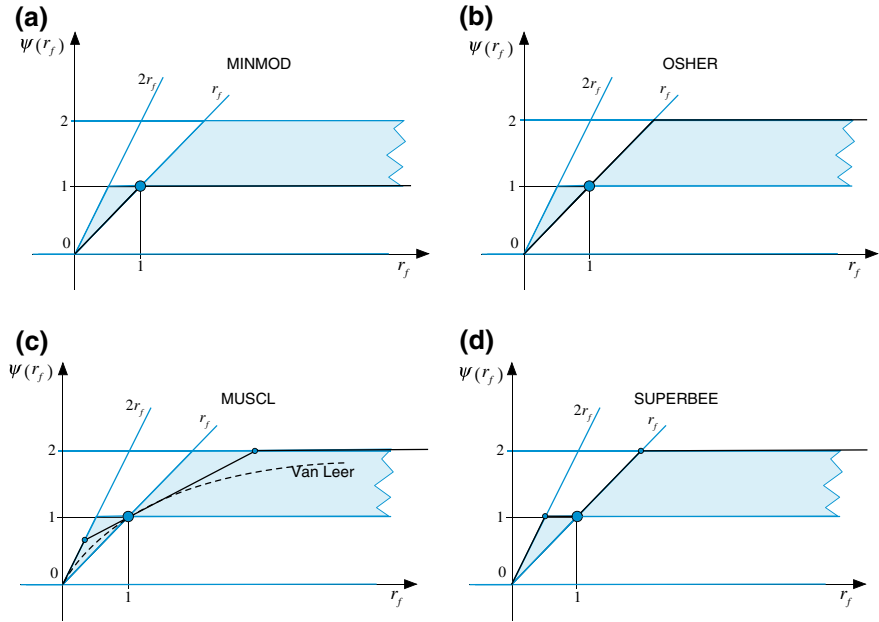 (a)
ψ(r_f)
MINMOD
2r_f
r_f
2
1
0
1
r_f
(b)
ψ(r_f)
OSHER
2r_f
r_f
2
1
0
1
r_f
(c)
ψ(r_f)
MUSCL
2r_f
r_f
2
Van Leer
1
0
1
r_f
(d)
ψ(r_f)
SUPERBEE
2r_f
r_f
2
1
0
1
r_f